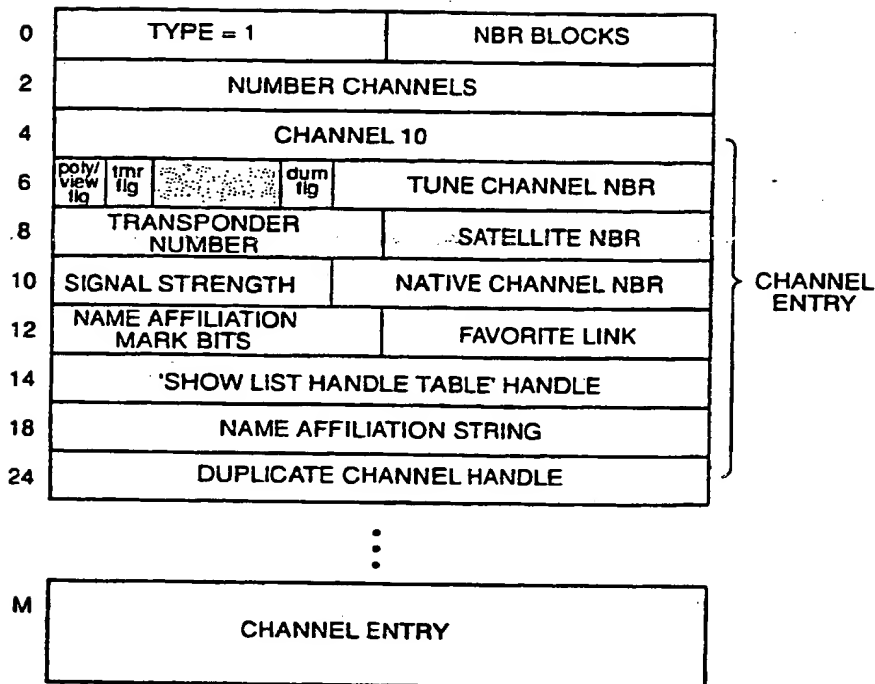 0 TYPE = 1 NBR BLOCKS
2 NUMBER CHANNELS
4 CHANNEL 10
6 poly/ view flg tmr flg dum flg TUNE CHANNEL NBR
8 TRANSPONDER NUMBER SATELLITE NBR
10 SIGNAL STRENGTH NATIVE CHANNEL NBR
12 NAME AFFILIATION MARK BITS FAVORITE LINK
14 'SHOW LIST HANDLE TABLE' HANDLE
18 NAME AFFILIATION STRING
24 DUPLICATE CHANNEL HANDLE
CHANNEL
ENTRY
M CHANNEL ENTRY